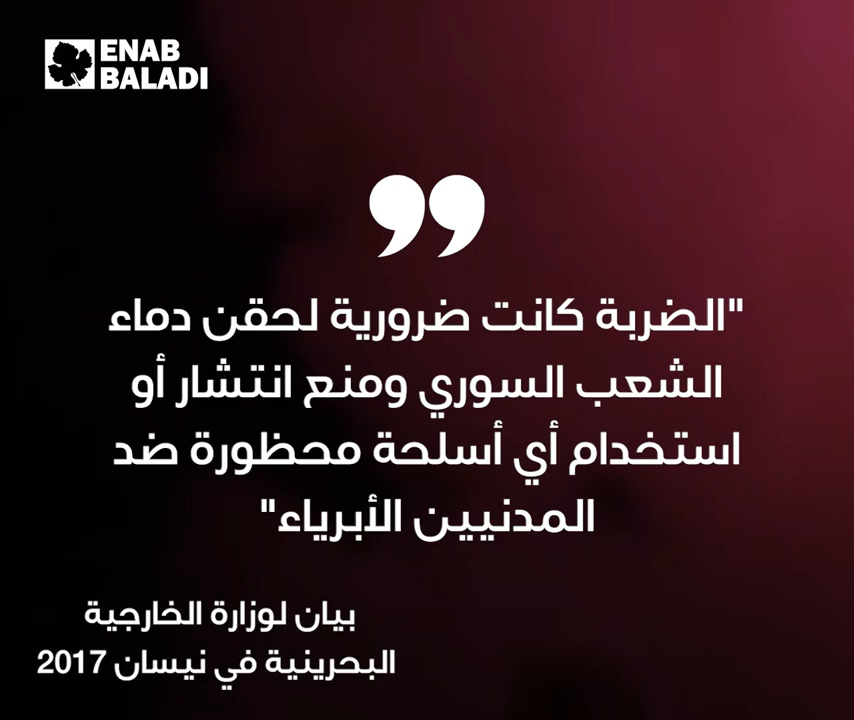 ENAB
BALADI
"الضربة كانت ضرورية لحقن دماء
الشعب السوري ومنع انتشار أو
استخدام أي أسلحة محظورة ضد
المدنيين الأبرياء"
بيان لوزارة الخارجية
البحرينية في نيسان 2017